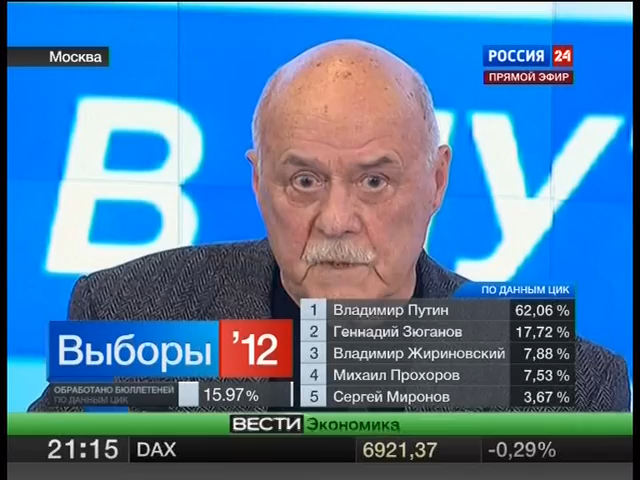 Москва
РОССИЯ 24
ПРЯМОЙ ЭФИР
В
ПО ДАННЫМ ЦИК
1 Владимир Путин 62,06 %
2 Геннадий Зюганов 17,72 %
3 Владимир Жириновский 7,88 %
4 Михаил Прохоров 7,53 %
5 Сергей Миронов 3,67 %
Выборы '12
ОБРАБОТАНО БЮЛЛЕТЕНЕЙ
ПО ДАННЫМ ЦИК
15.97%
ВЕСТИ Экономика
21:15 DAX 6921,37 -0,29%